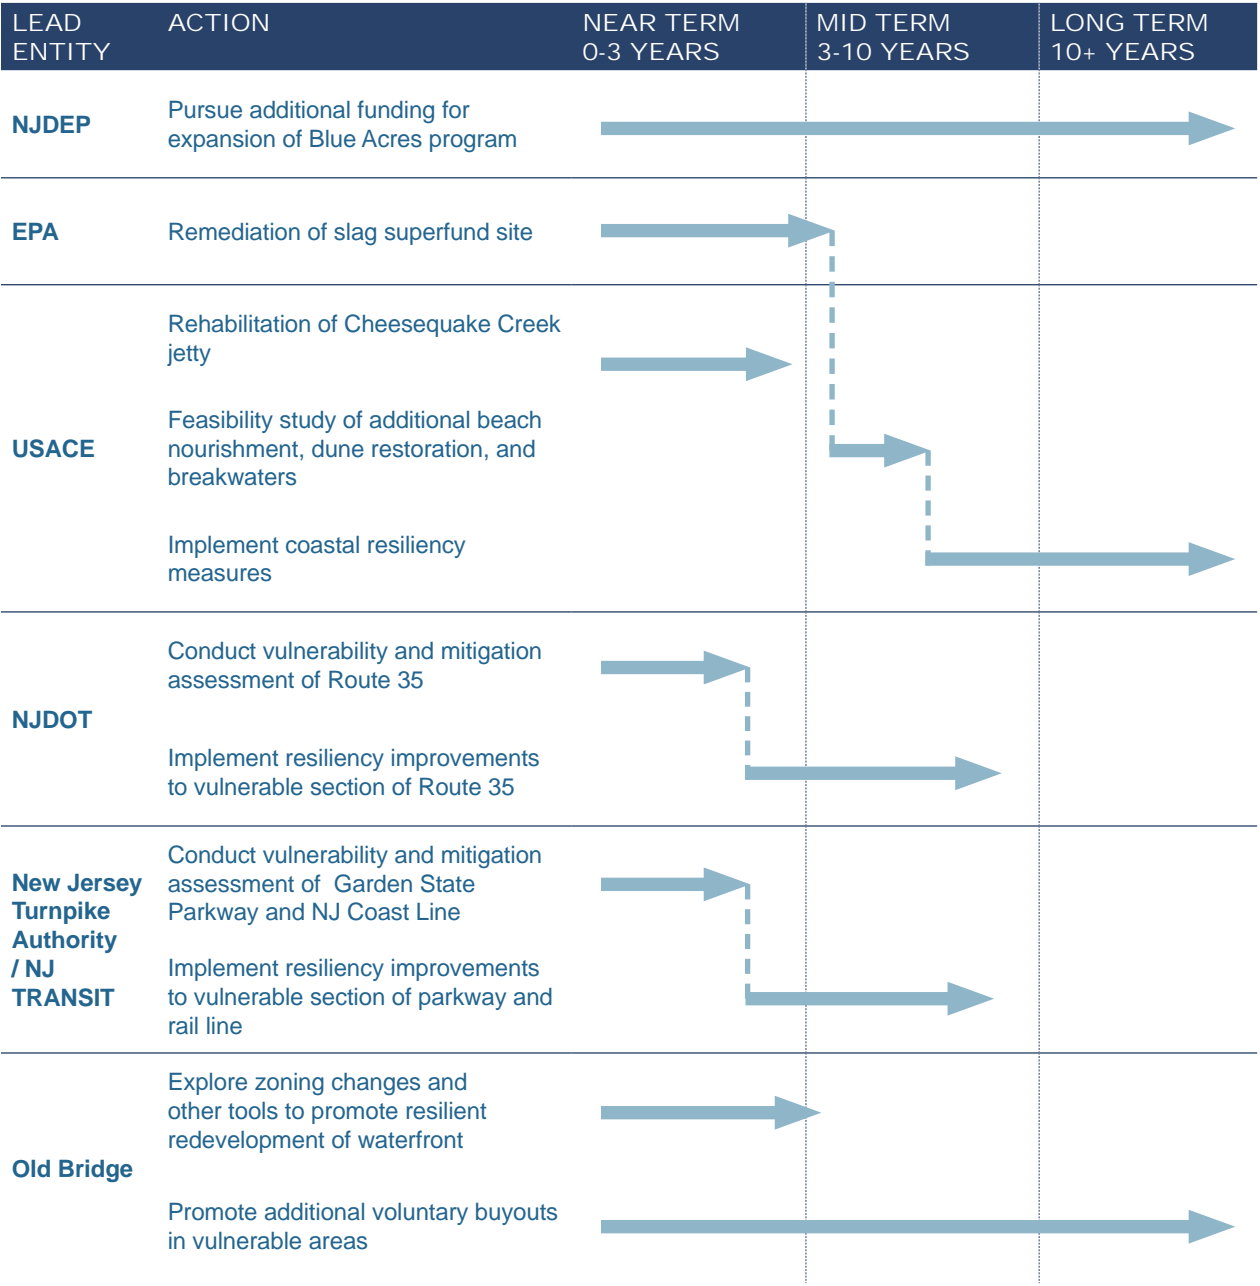 LEAD ENTITY
ACTION
NEAR TERM
0-3 YEARS
MID TERM
3-10 YEARS
LONG TERM
10+ YEARS
NJDEP
Pursue additional funding for
expansion of Blue Acres program
EPA
Remediation of slag superfund site
USACE
Rehabilitation of Cheesequake Creek
jetty
Feasibility study of additional beach
nourishment, dune restoration, and
breakwaters
Implement coastal resiliency
measures
NJDOT
Conduct vulnerability and mitigation
assessment of Route 35
Implement resiliency improvements
to vulnerable section of Route 35
New Jersey
Turnpike
Authority
/ NJ
TRANSIT
Conduct vulnerability and mitigation
assessment of Garden State
Parkway and NJ Coast Line
Implement resiliency improvements
to vulnerable section of parkway and
rail line
Old Bridge
Explore zoning changes and
other tools to promote resilient
redevelopment of waterfront
Promote additional voluntary buyouts
in vulnerable areas